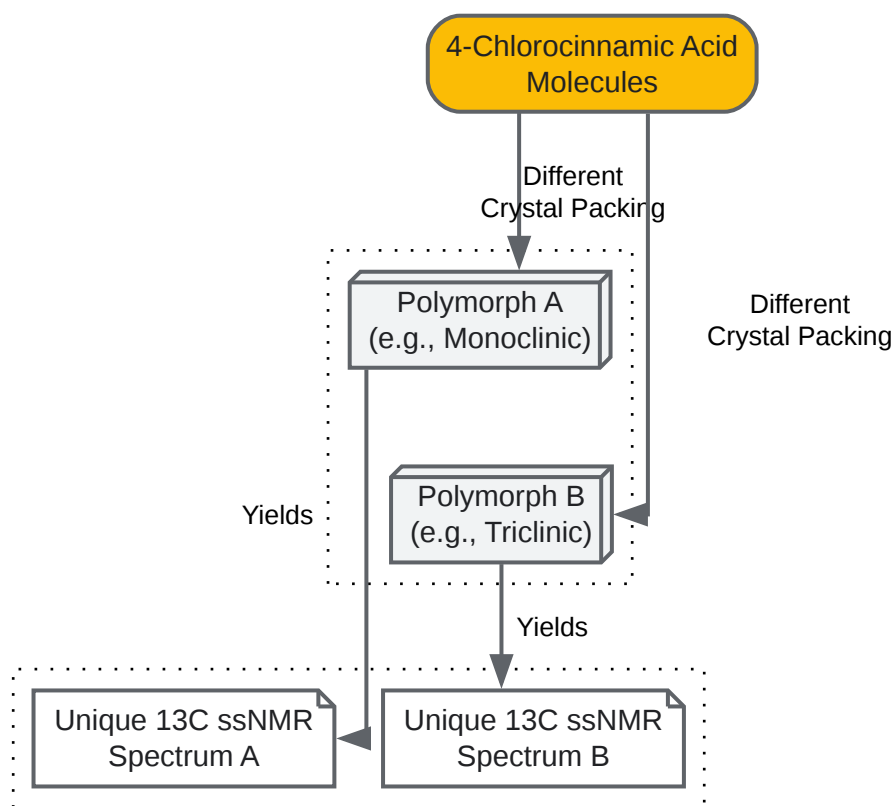 4-Chlorocinnamic Acid
Molecules
Different
Crystal Packing
Polymorph A
(e.g., Monoclinic)
Different
Crystal Packing
Polymorph B
(e.g., Triclinic)
Yields
Yields
Unique 13C ssNMR
Spectrum A
Unique 13C ssNMR
Spectrum B